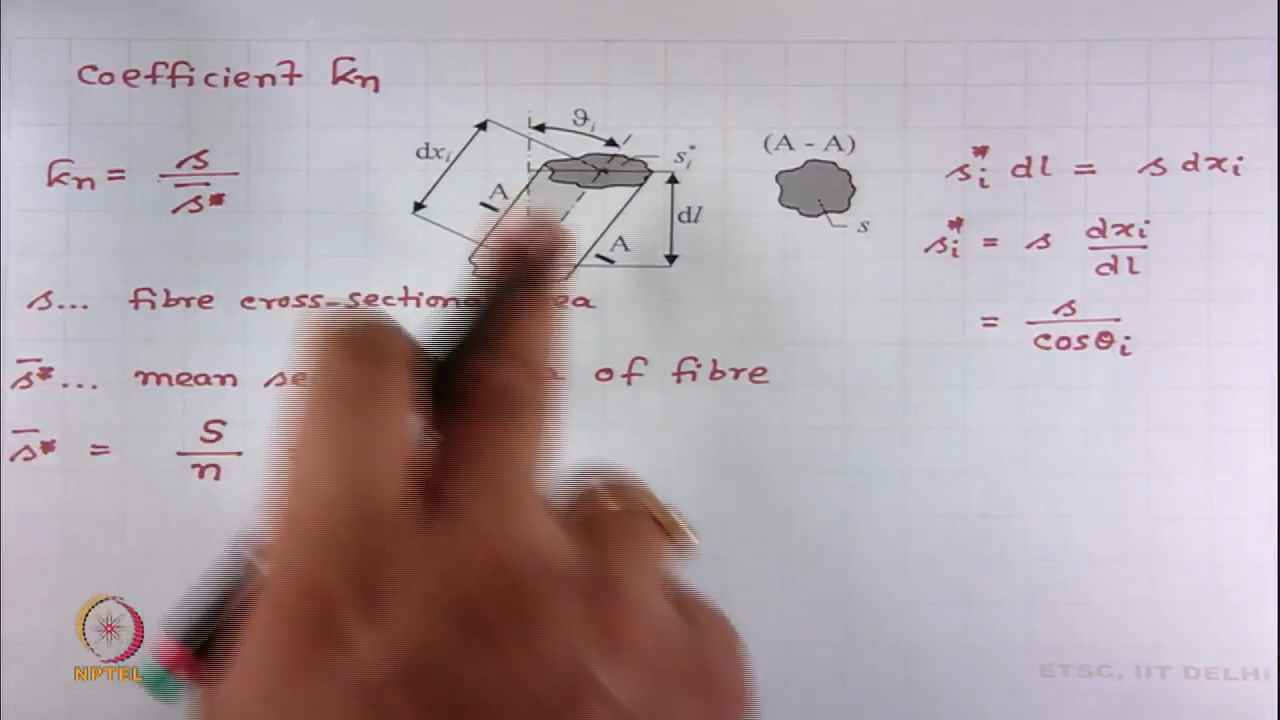 Coefficient kn
kn = s / s̄*
dxi
ϑi
si*
A
A
dl
(A - A)
s
si* dl = s dxi
si* = s dxi / dl
= s / cosθi
s... fibre cross-sectional
s̄*... mean of fibre
s̄* = S / n
NPTEL
ETSC, IIT DELHI